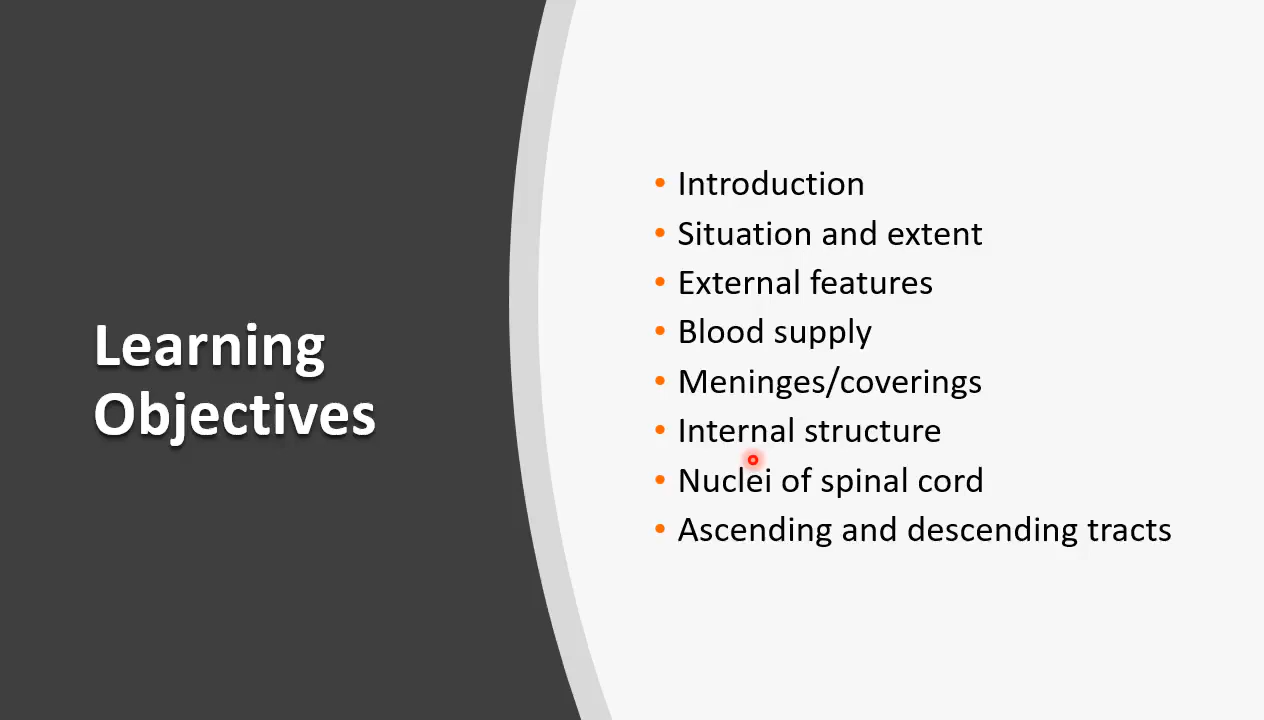 Learning
Objectives
• Introduction
• Situation and extent
• External features
• Blood supply
• Meninges/coverings
• Internal structure
• Nuclei of spinal cord
• Ascending and descending tracts